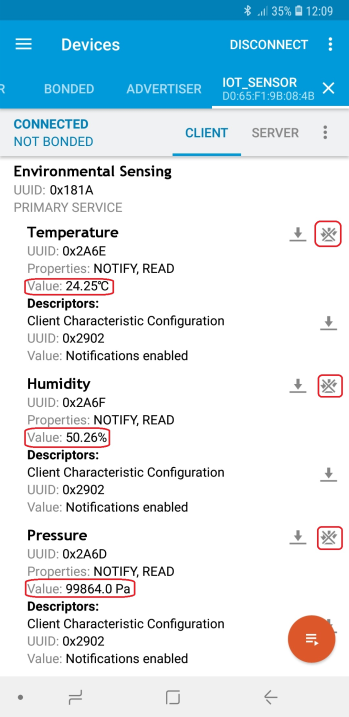 35% 12:09
Devices
DISCONNECT
R
BONDED
ADVERTISER
IOT_SENSOR
D0:65:F1:9B:08:4B
CONNECTED
NOT BONDED
CLIENT
SERVER
Environmental Sensing
UUID: 0x181A
PRIMARY SERVICE
Temperature
UUID: 0x2A6E
Properties: NOTIFY, READ
Value: 24.25°C
Descriptors:
Client Characteristic Configuration
UUID: 0x2902
Value: Notifications enabled
Humidity
UUID: 0x2A6F
Properties: NOTIFY, READ
Value: 50.26%
Descriptors:
Client Characteristic Configuration
UUID: 0x2902
Value: Notifications enabled
Pressure
UUID: 0x2A6D
Properties: NOTIFY, READ
Value: 99864.0 Pa
Descriptors:
Client Characteristic Configuration
UUID: 0x2902
Value: Notifications enabled